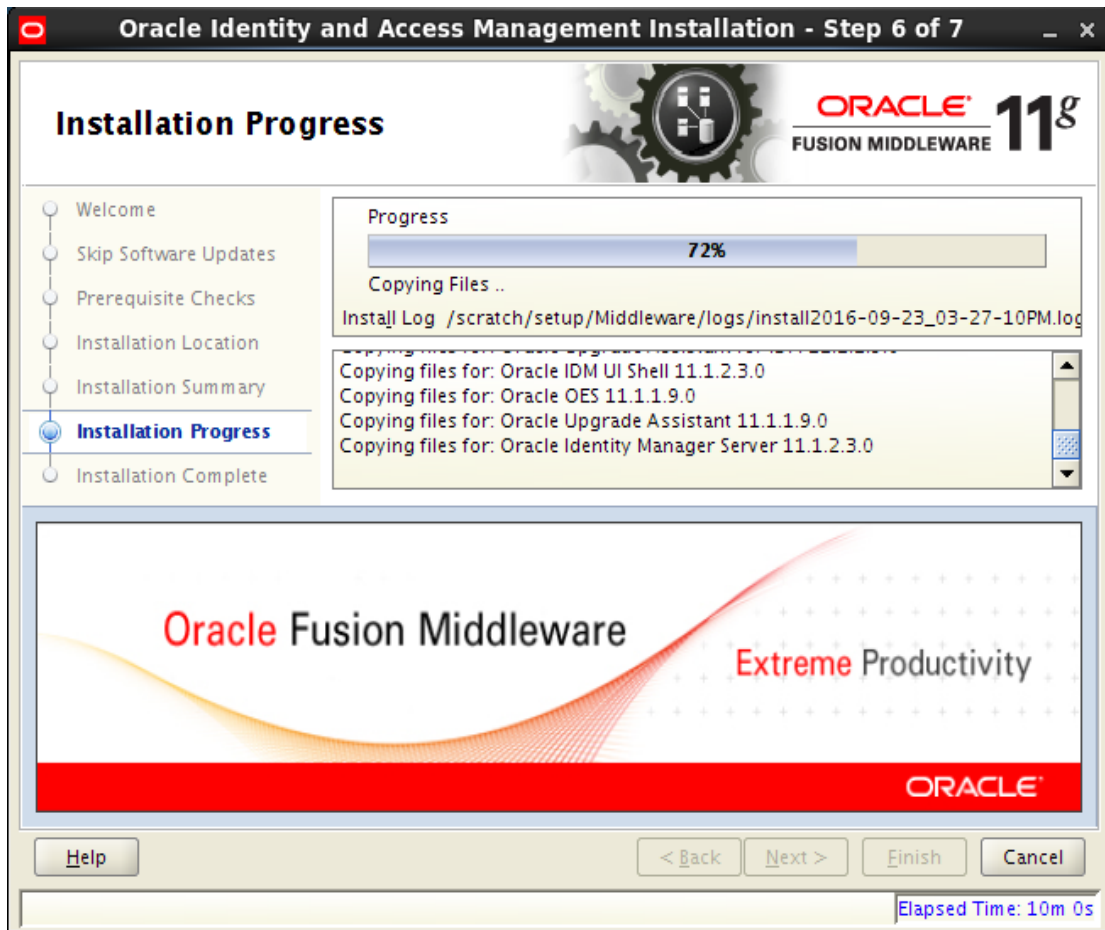 Oracle Identity and Access Management Installation - Step 6 of 7
Installation Progress
ORACLE
FUSION MIDDLEWARE 11g
Welcome
Skip Software Updates
Prerequisite Checks
Installation Location
Installation Summary
Installation Progress
Installation Complete
Progress
72%
Copying Files ..
Install Log /scratch/setup/Middleware/logs/install2016-09-23_03-27-10PM.log
Copying files for: Oracle IDM UI Shell 11.1.2.3.0
Copying files for: Oracle OES 11.1.1.9.0
Copying files for: Oracle Upgrade Assistant 11.1.1.9.0
Copying files for: Oracle Identity Manager Server 11.1.2.3.0
Oracle Fusion Middleware
Extreme Productivity
ORACLE
Help
< Back
Next >
Finish
Cancel
Elapsed Time: 10m 0s